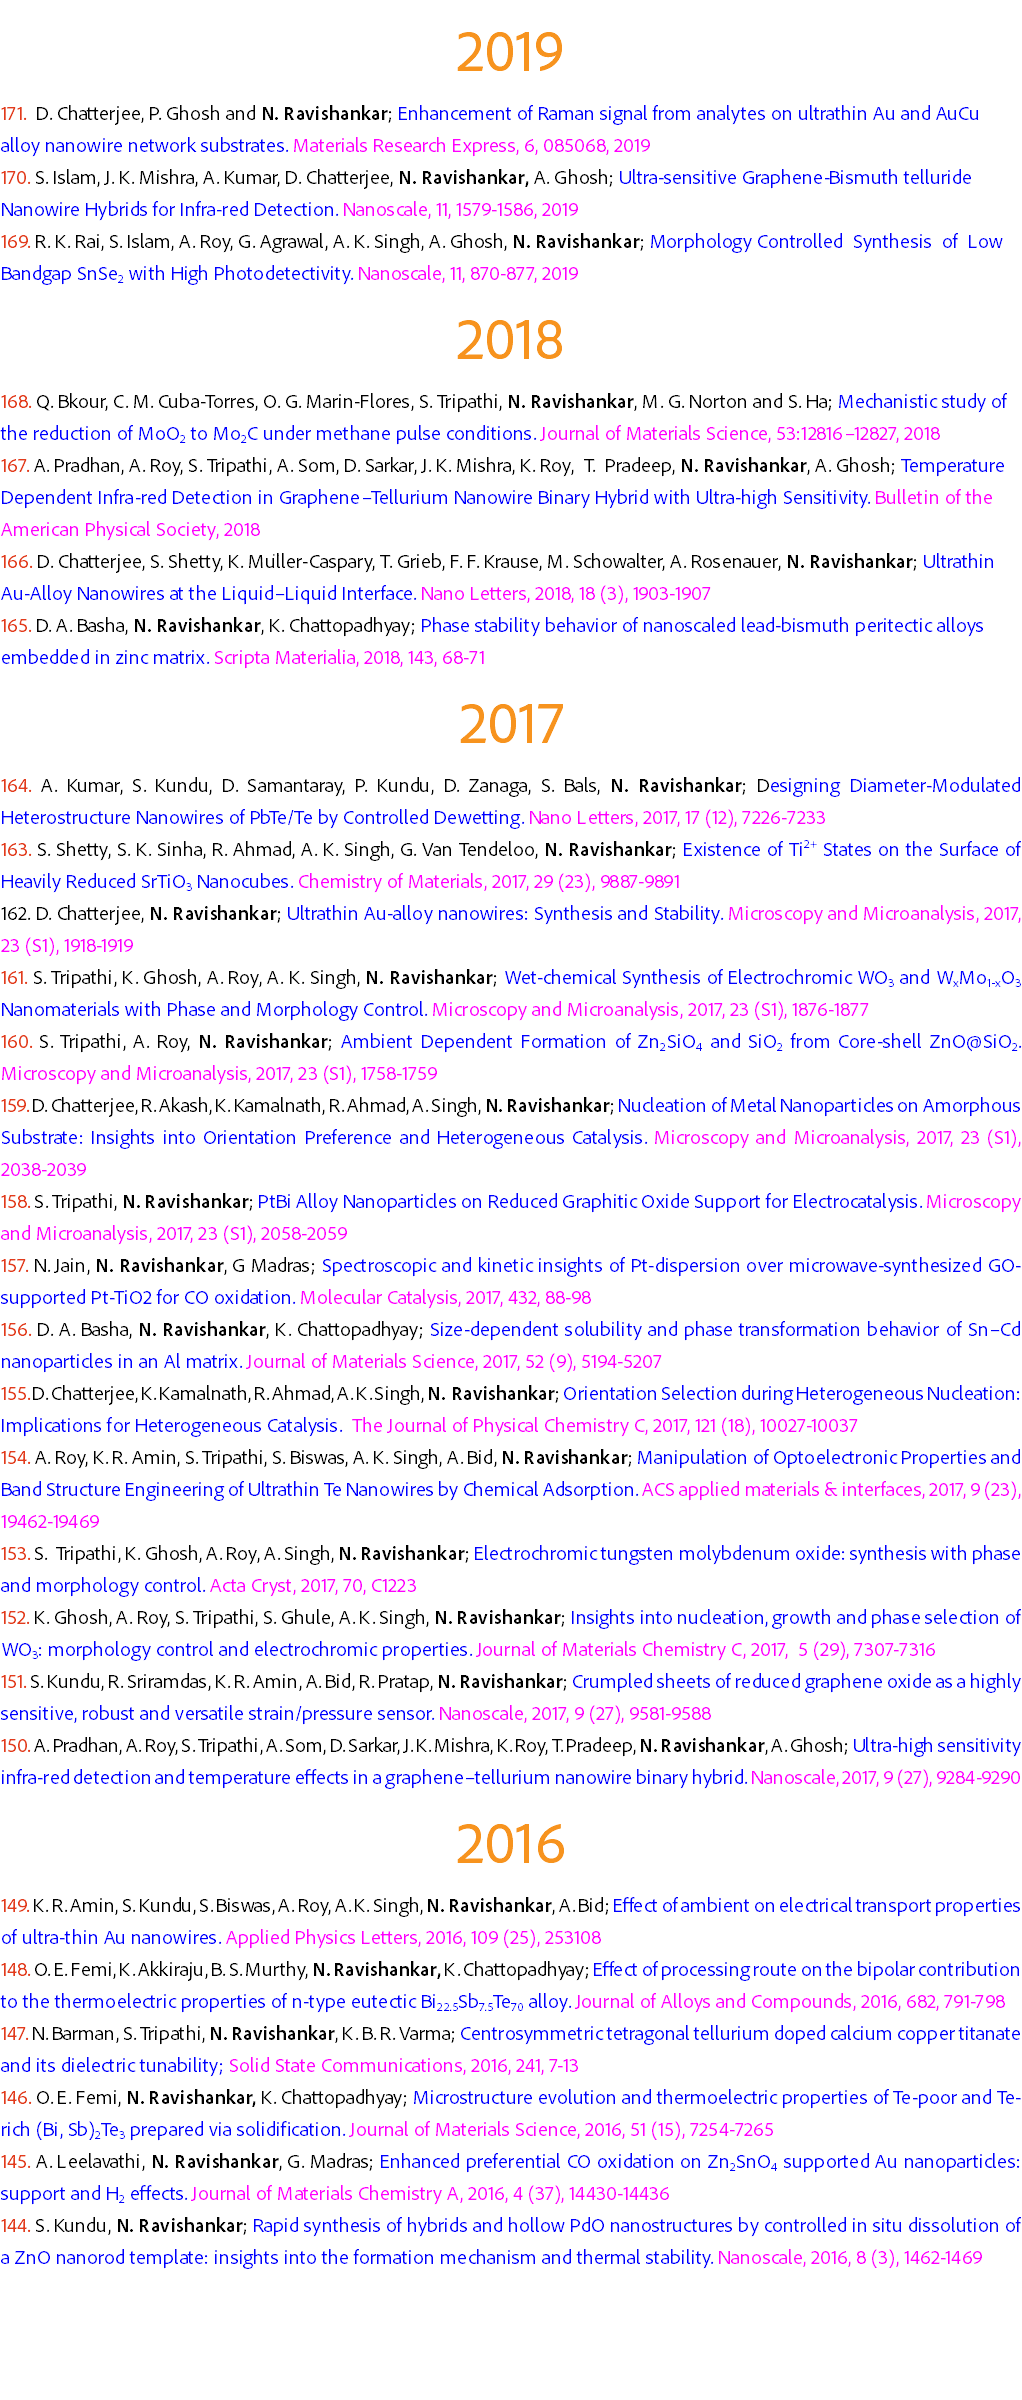 2019
171. D. Chatterjee, P. Ghosh and N. Ravishankar; Enhancement of Raman signal from analytes on ultrathin Au and AuCu
alloy nanowire network substrates. Materials Research Express, 6, 085068, 2019
170. S. Islam, J. K. Mishra, A. Kumar, D. Chatterjee, N. Ravishankar, A. Ghosh; Ultra-sensitive Graphene-Bismuth telluride
Nanowire Hybrids for Infra-red Detection. Nanoscale, 11, 1579-1586, 2019
169. R. K. Rai, S. Islam, A. Roy, G. Agrawal, A. K. Singh, A. Ghosh, N. Ravishankar; Morphology Controlled Synthesis of Low
Bandgap SnSe₂ with High Photodetectivity. Nanoscale, 11, 870-877, 2019
2018
168. Q. Bkour, C. M. Cuba-Torres, O. G. Marin-Flores, S. Tripathi, N. Ravishankar, M. G. Norton and S. Ha; Mechanistic study of
the reduction of MoO₂ to Mo₂C under methane pulse conditions. Journal of Materials Science, 53:12816–12827, 2018
167. A. Pradhan, A. Roy, S. Tripathi, A. Som, D. Sarkar, J. K. Mishra, K. Roy, T. Pradeep, N. Ravishankar, A. Ghosh; Temperature
Dependent Infra-red Detection in Graphene–Tellurium Nanowire Binary Hybrid with Ultra-high Sensitivity. Bulletin of the
American Physical Society, 2018
166. D. Chatterjee, S. Shetty, K. Müller-Caspary, T. Grieb, F. F. Krause, M. Schowalter, A. Rosenauer, N. Ravishankar; Ultrathin
Au-Alloy Nanowires at the Liquid–Liquid Interface. Nano Letters, 2018, 18 (3), 1903-1907
165. D. A. Basha, N. Ravishankar, K. Chattopadhyay; Phase stability behavior of nanoscaled lead-bismuth peritectic alloys
embedded in zinc matrix. Scripta Materialia, 2018, 143, 68-71
2017
164. A. Kumar, S. Kundu, D. Samantaray, P. Kundu, D. Zanaga, S. Bals, N. Ravishankar; Designing Diameter-Modulated
Heterostructure Nanowires of PbTe/Te by Controlled Dewetting. Nano Letters, 2017, 17 (12), 7226-7233
163. S. Shetty, S. K. Sinha, R. Ahmad, A. K. Singh, G. Van Tendeloo, N. Ravishankar; Existence of Ti²⁺ States on the Surface of
Heavily Reduced SrTiO₃ Nanocubes. Chemistry of Materials, 2017, 29 (23), 9887-9891
162. D. Chatterjee, N. Ravishankar; Ultrathin Au-alloy nanowires: Synthesis and Stability. Microscopy and Microanalysis, 2017,
23 (S1), 1918-1919
161. S. Tripathi, K. Ghosh, A. Roy, A. K. Singh, N. Ravishankar; Wet-chemical Synthesis of Electrochromic WO₃ and WₓMo₁₋ₓO₃
Nanomaterials with Phase and Morphology Control. Microscopy and Microanalysis, 2017, 23 (S1), 1876-1877
160. S. Tripathi, A. Roy, N. Ravishankar; Ambient Dependent Formation of Zn₂SiO₄ and SiO₂ from Core-shell ZnO@SiO₂.
Microscopy and Microanalysis, 2017, 23 (S1), 1758-1759
159. D. Chatterjee, R. Akash, K. Kamalnath, R. Ahmad, A. Singh, N. Ravishankar; Nucleation of Metal Nanoparticles on Amorphous
Substrate: Insights into Orientation Preference and Heterogeneous Catalysis. Microscopy and Microanalysis, 2017, 23 (S1),
2038-2039
158. S. Tripathi, N. Ravishankar; PtBi Alloy Nanoparticles on Reduced Graphitic Oxide Support for Electrocatalysis. Microscopy
and Microanalysis, 2017, 23 (S1), 2058-2059
157. N. Jain, N. Ravishankar, G Madras; Spectroscopic and kinetic insights of Pt-dispersion over microwave-synthesized GO-
supported Pt-TiO2 for CO oxidation. Molecular Catalysis, 2017, 432, 88-98
156. D. A. Basha, N. Ravishankar, K. Chattopadhyay; Size-dependent solubility and phase transformation behavior of Sn–Cd
nanoparticles in an Al matrix. Journal of Materials Science, 2017, 52 (9), 5194-5207
155. D. Chatterjee, K. Kamalnath, R. Ahmad, A. K. Singh, N. Ravishankar; Orientation Selection during Heterogeneous Nucleation:
Implications for Heterogeneous Catalysis. The Journal of Physical Chemistry C, 2017, 121 (18), 10027-10037
154. A. Roy, K. R. Amin, S. Tripathi, S. Biswas, A. K. Singh, A. Bid, N. Ravishankar; Manipulation of Optoelectronic Properties and
Band Structure Engineering of Ultrathin Te Nanowires by Chemical Adsorption. ACS applied materials & interfaces, 2017, 9 (23),
19462-19469
153. S. Tripathi, K. Ghosh, A. Roy, A. Singh, N. Ravishankar; Electrochromic tungsten molybdenum oxide: synthesis with phase
and morphology control. Acta Cryst, 2017, 70, C1223
152. K. Ghosh, A. Roy, S. Tripathi, S. Ghule, A. K. Singh, N. Ravishankar; Insights into nucleation, growth and phase selection of
WO₃: morphology control and electrochromic properties. Journal of Materials Chemistry C, 2017, 5 (29), 7307-7316
151. S. Kundu, R. Sriramdas, K. R. Amin, A. Bid, R. Pratap, N. Ravishankar; Crumpled sheets of reduced graphene oxide as a highly
sensitive, robust and versatile strain/pressure sensor. Nanoscale, 2017, 9 (27), 9581-9588
150. A. Pradhan, A. Roy, S. Tripathi, A. Som, D. Sarkar, J. K. Mishra, K. Roy, T. Pradeep, N. Ravishankar, A. Ghosh; Ultra-high sensitivity
infra-red detection and temperature effects in a graphene–tellurium nanowire binary hybrid. Nanoscale, 2017, 9 (27), 9284-9290
2016
149. K. R. Amin, S. Kundu, S. Biswas, A. Roy, A. K. Singh, N. Ravishankar, A. Bid; Effect of ambient on electrical transport properties
of ultra-thin Au nanowires. Applied Physics Letters, 2016, 109 (25), 253108
148. O. E. Femi, K. Akkiraju, B. S. Murthy, N. Ravishankar, K. Chattopadhyay; Effect of processing route on the bipolar contribution
to the thermoelectric properties of n-type eutectic Bi₂₂.₅Sb₇.₅Te₇₀ alloy. Journal of Alloys and Compounds, 2016, 682, 791-798
147. N. Barman, S. Tripathi, N. Ravishankar, K. B. R. Varma; Centrosymmetric tetragonal tellurium doped calcium copper titanate
and its dielectric tunability; Solid State Communications, 2016, 241, 7-13
146. O. E. Femi, N. Ravishankar, K. Chattopadhyay; Microstructure evolution and thermoelectric properties of Te-poor and Te-
rich (Bi, Sb)₂Te₃ prepared via solidification. Journal of Materials Science, 2016, 51 (15), 7254-7265
145. A. Leelavathi, N. Ravishankar, G. Madras; Enhanced preferential CO oxidation on Zn₂SnO₄ supported Au nanoparticles:
support and H₂ effects. Journal of Materials Chemistry A, 2016, 4 (37), 14430-14436
144. S. Kundu, N. Ravishankar; Rapid synthesis of hybrids and hollow PdO nanostructures by controlled in situ dissolution of
a ZnO nanorod template: insights into the formation mechanism and thermal stability. Nanoscale, 2016, 8 (3), 1462-1469